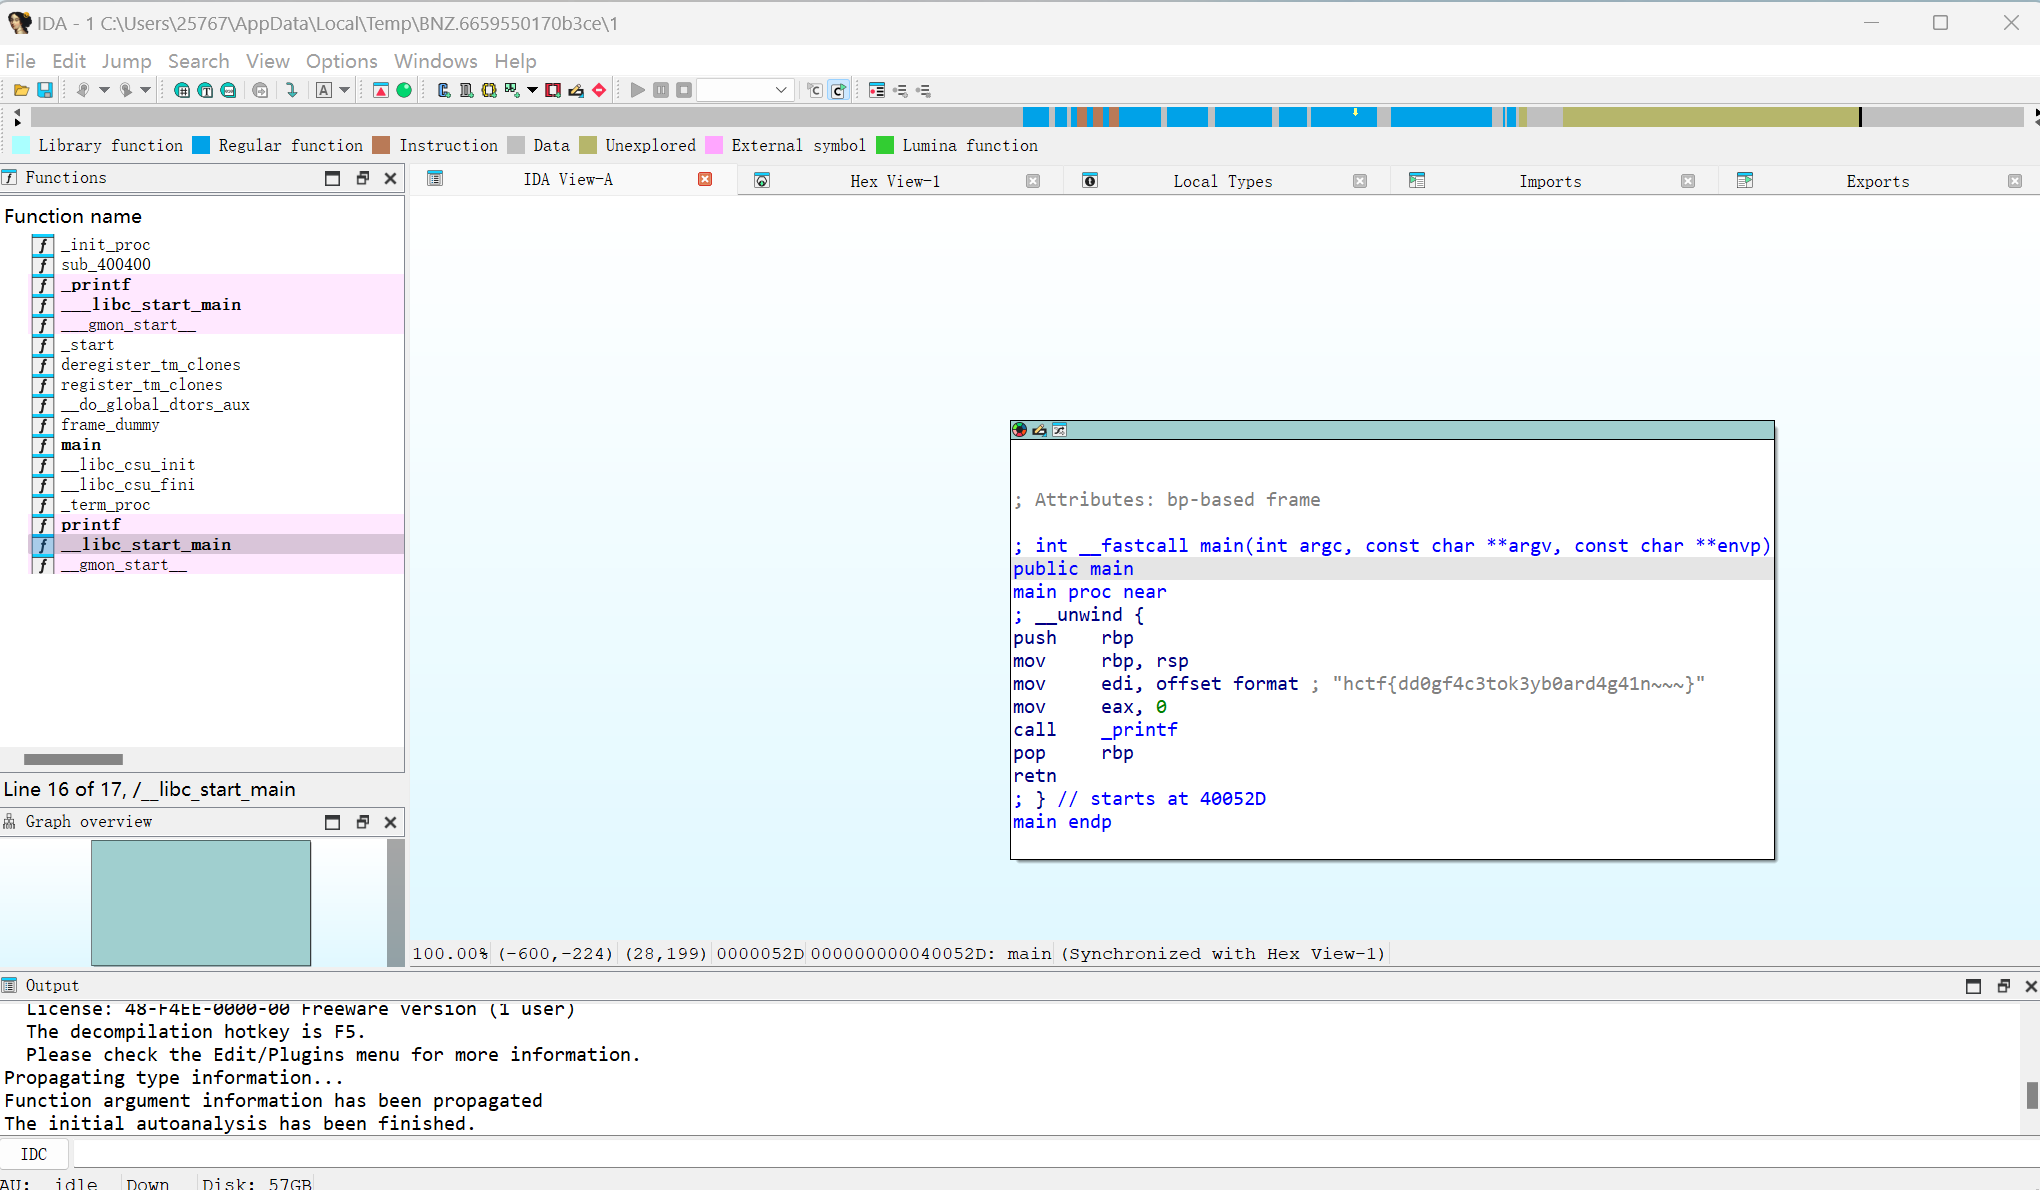 IDA - 1 C:\Users\25767\AppData\Local\Temp\BNZ.6659550170b3ce\1
File Edit Jump Search View Options Windows Help
Library function Regular function Instruction Data Unexplored External symbol Lumina function
Functions
IDA View-A
Hex View-1
Local Types
Imports
Exports
Function name
_init_proc
sub_400400
_printf
___libc_start_main
___gmon_start__
_start
deregister_tm_clones
register_tm_clones
__do_global_dtors_aux
frame_dummy
main
__libc_csu_init
__libc_csu_fini
_term_proc
printf
__libc_start_main
__gmon_start__
Line 16 of 17, /__libc_start_main
Graph overview
; Attributes: bp-based frame
; int __fastcall main(int argc, const char **argv, const char **envp)
public main
main proc near
; __unwind {
push rbp
mov rbp, rsp
mov edi, offset format ; "hctf{dd0gf4c3tok3yb0ard4g41n~~~}"
mov eax, 0
call _printf
pop rbp
retn
; } // starts at 40052D
main endp
100.00% (-600,-224) (28,199) 0000052D 000000000040052D: main (Synchronized with Hex View-1)
Output
License: 48-F4EE-0000-00 Freeware version (1 user)
The decompilation hotkey is F5.
Please check the Edit/Plugins menu for more information.
Propagating type information...
Function argument information has been propagated
The initial autoanalysis has been finished.
IDC
AU: idle Down Disk: 57GB